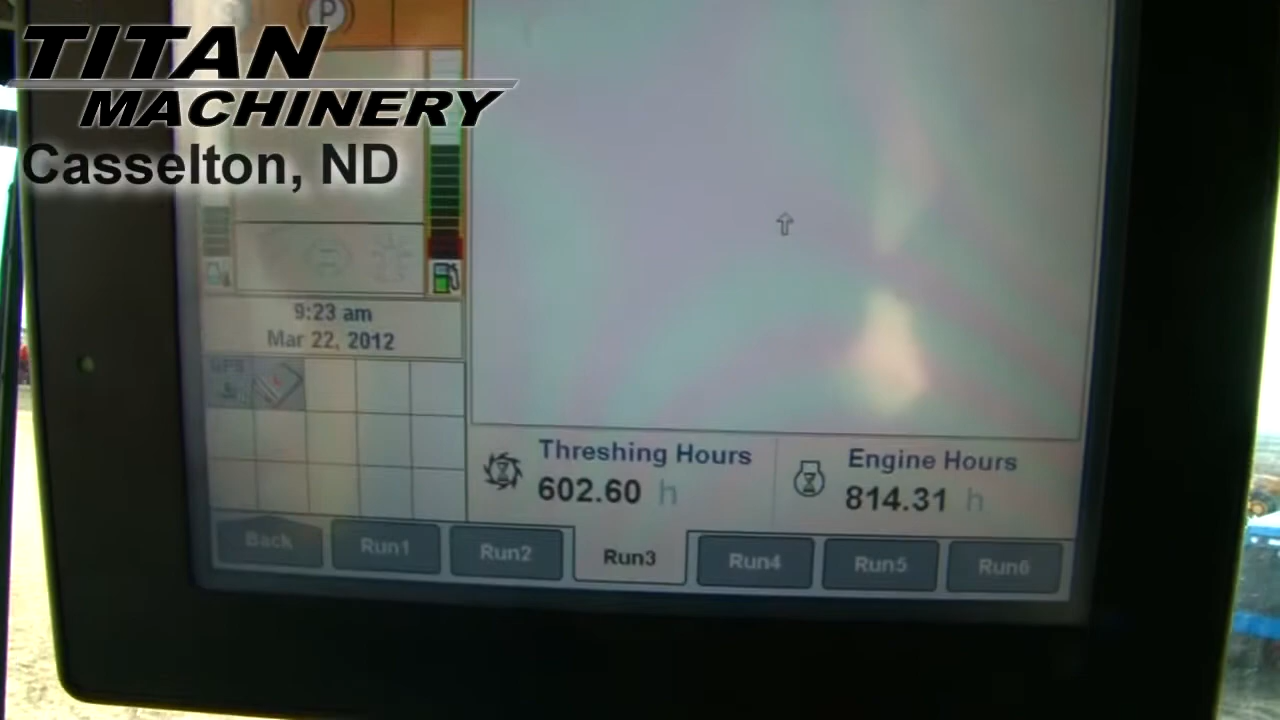 P
TITAN
MACHINERY
Casselton, ND
9:23 am
Mar 22, 2012
GPS
Threshing Hours
602.60 h
Engine Hours
814.31 h
Back
Run1
Run2
Run3
Run4
Run5
Run6